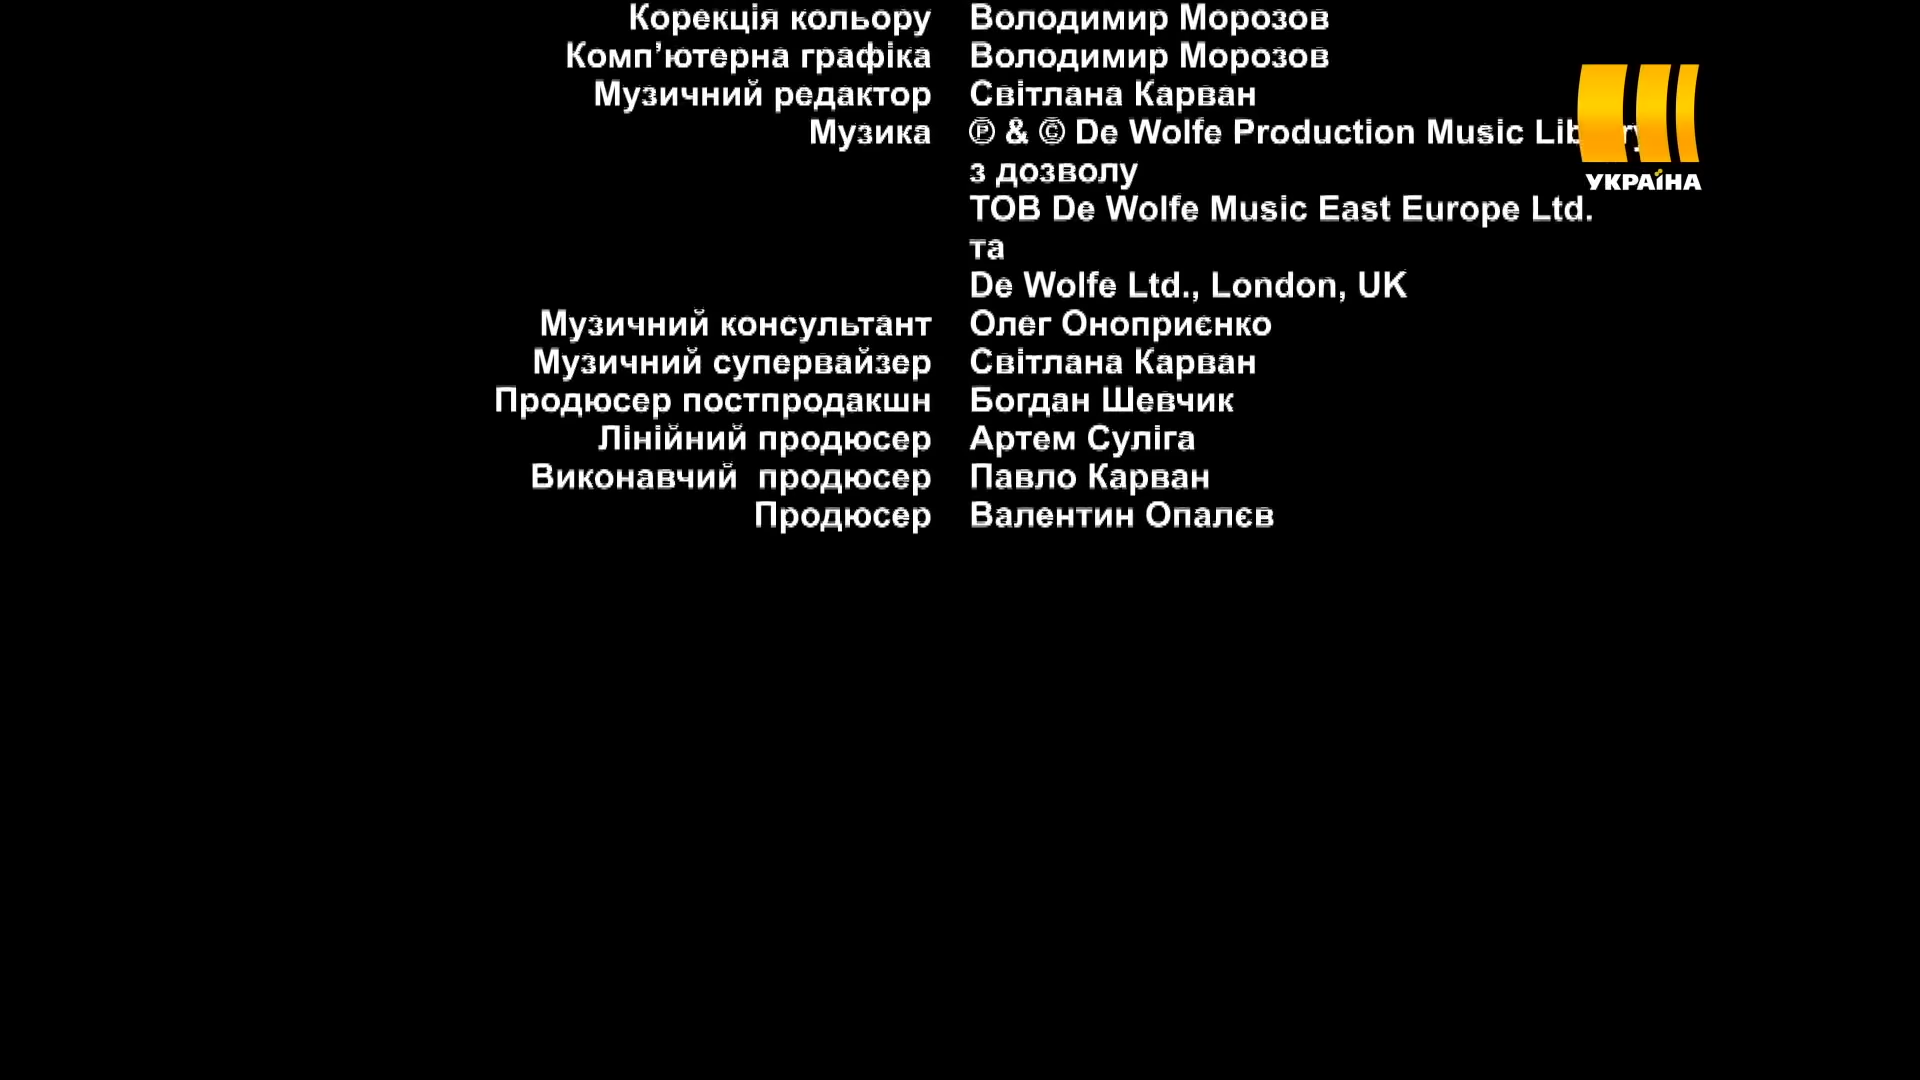 Корекція кольору Володимир Морозов
Комп’ютерна графіка Володимир Морозов
Музичний редактор Світлана Карван
Музика ℗ & © De Wolfe Production Music
з дозволу
ТОВ De Wolfe Music East Europe Ltd.
та
De Wolfe Ltd., London, UK
Музичний консультант Олег Оноприєнко
Музичний супервайзер Світлана Карван
Продюсер постпродакшн Богдан Шевчик
Лінійний продюсер Артем Суліга
Виконавчий продюсер Павло Карван
Продюсер Валентин Опалєв
УКРАЇНА